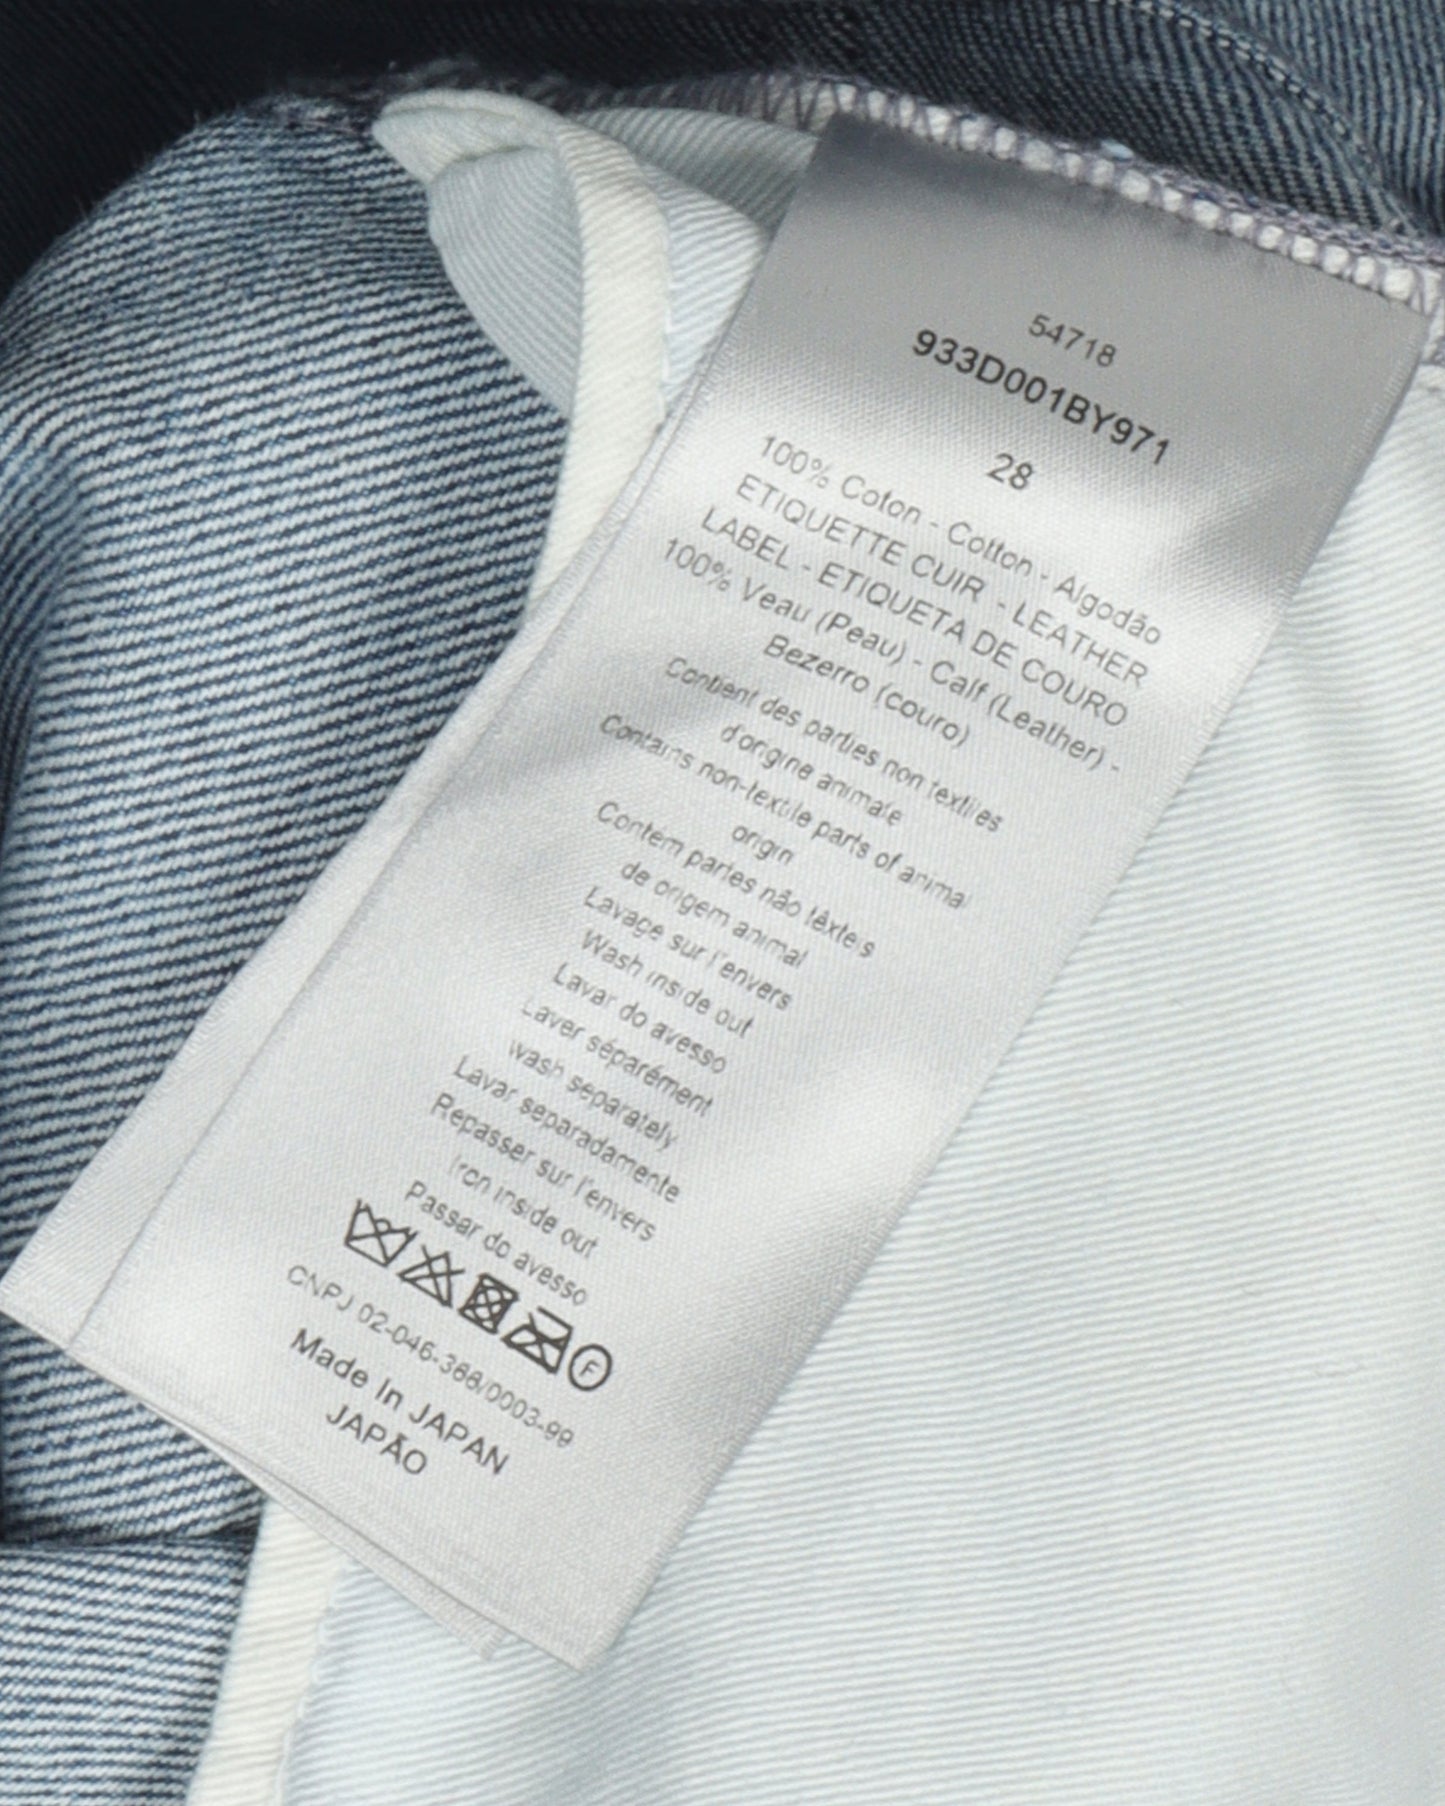 54718
933D001BY971
28
100% Coton - Cotton - Algodão
ETIQUETTE CUIR - LEATHER
LABEL - ETIQUETA DE COURO
100% Veau (Peau) - Calf (Leather) -
Bezerro (couro)
Contient des parties non textiles
d'origine animale
Contains non-textile parts of animal
origin
Contem partes não têxteis
de origem animal
Lavage sur l'envers
Wash inside out
Lavar do avesso
Laver séparément
wash separately
Lavar separadamente
Repasser sur l'envers
Iron inside out
Passar do avesso
F
CNPJ 02-046-366/0003-99
Made In JAPAN
JAPÃO